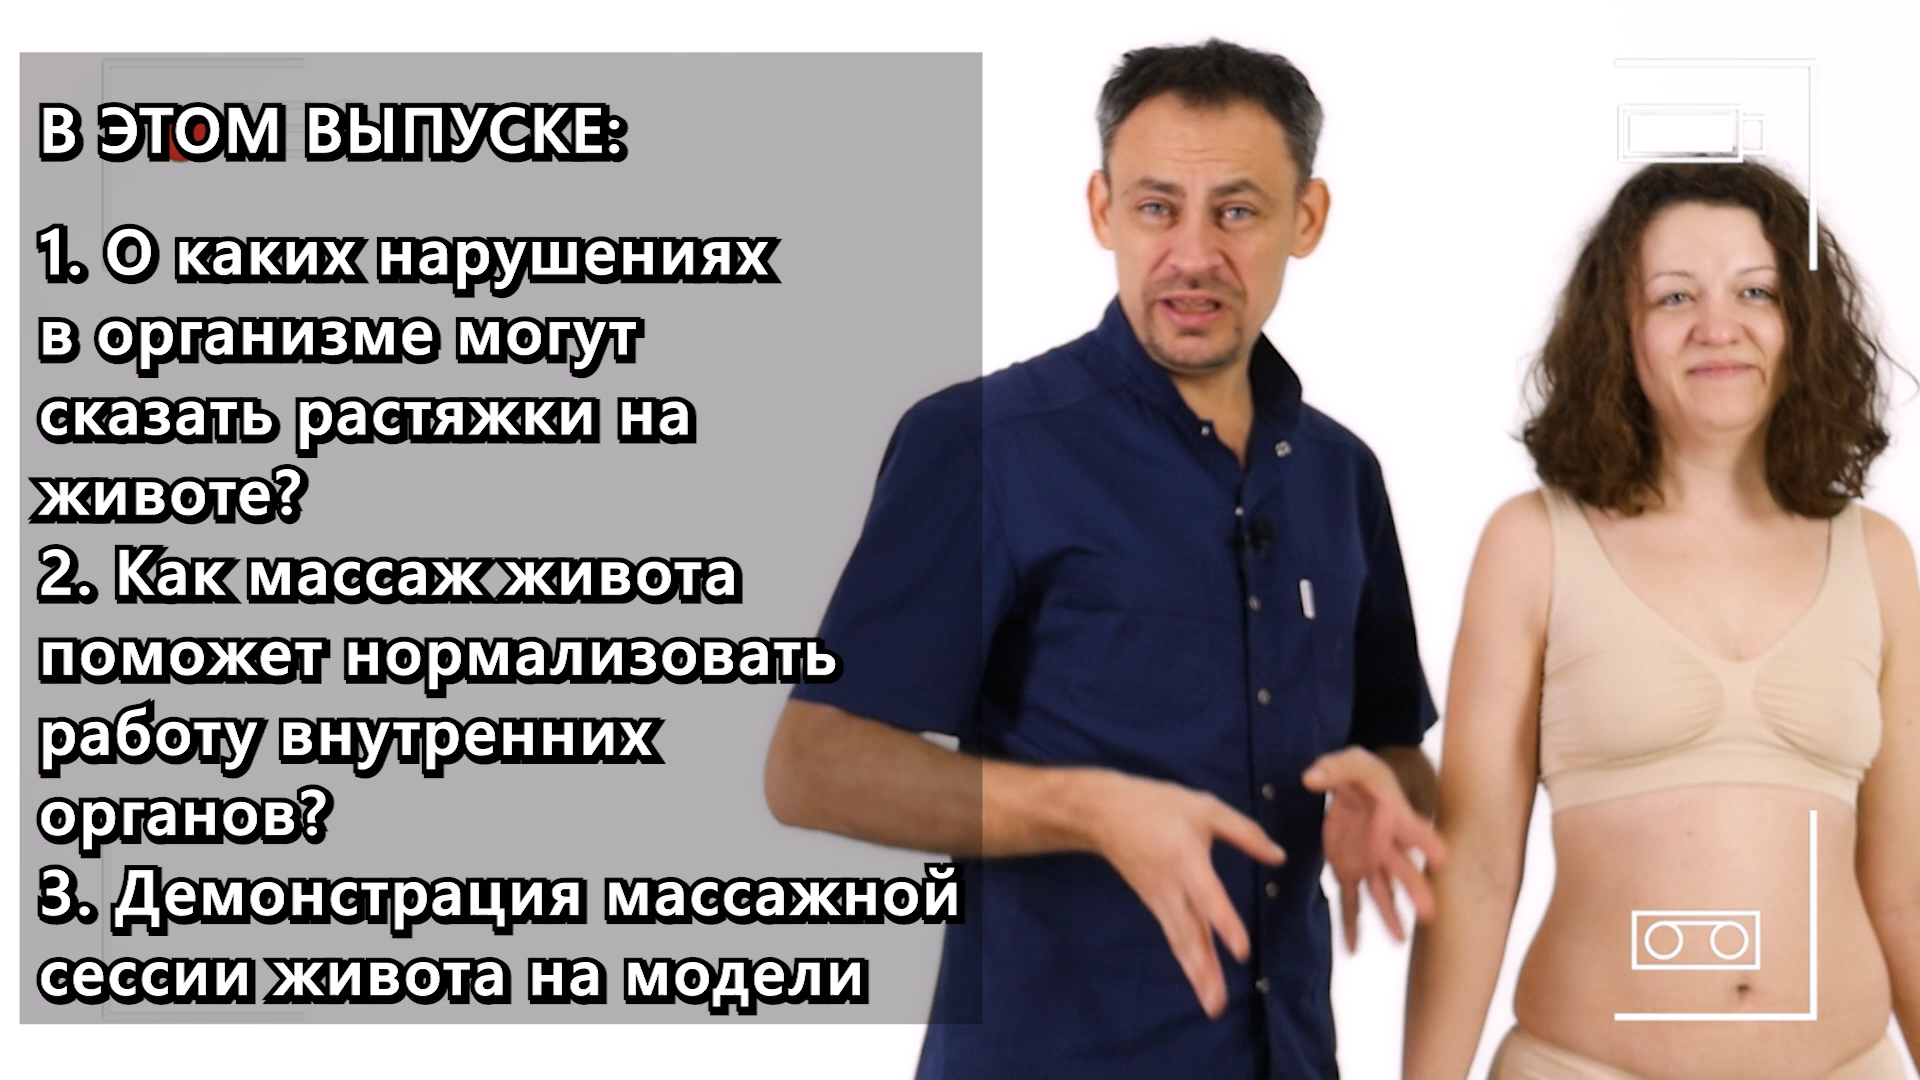 В ЭТОМ ВЫПУСКЕ:
1. О каких нарушениях
в организме могут
сказать растяжки на
животе?
2. Как массаж живота
поможет нормализовать
работу внутренних
органов?
3. Демонстрация массажной
сессии живота на модели